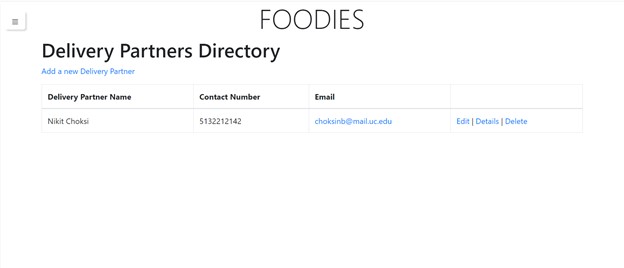 FOODIES
Delivery Partners Directory
Add a new Delivery Partner
Delivery Partner Name Contact Number Email
Nikit Choksi 5132212142 choksinb@mail.uc.edu Edit | Details | Delete